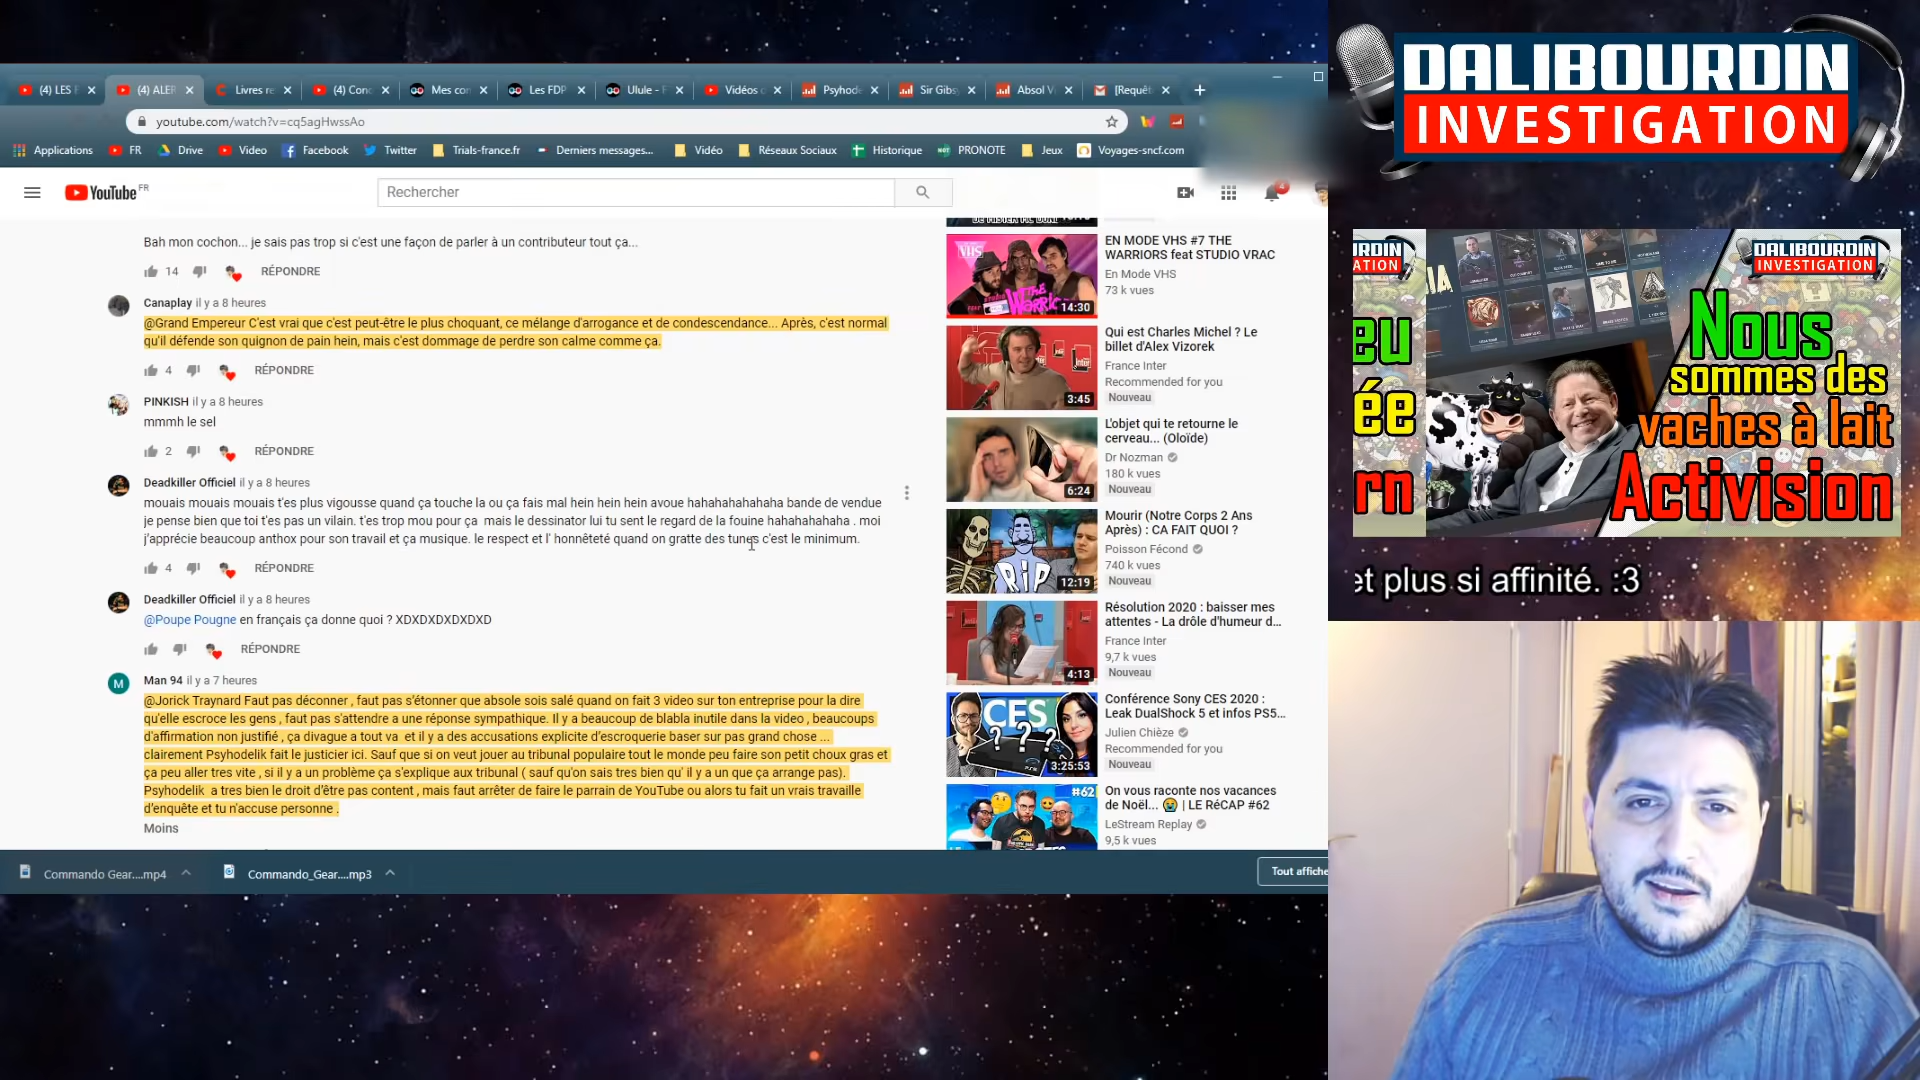 (4) LES F
(4) ALER
Livres re
(4) Conc
Mes con
Les FDP
Ulule - F
Vidéos c
Psyhode
Sir Gibs
Absol V
[Requêt
youtube.com/watch?v=cq5agHwssAo
Applications
FR
Drive
Video
Facebook
Twitter
Trials-france.fr
Derniers messages...
Vidéo
Réseaux Sociaux
Historique
PRONOTE
Jeux
Voyages-sncf.com
YouTube FR
Rechercher
4
Bah mon cochon... je sais pas trop si c'est une façon de parler à un contributeur tout ça...
14 RÉPONDRE
Canaplay il y a 8 heures
@Grand Empereur C'est vrai que c'est peut-être le plus choquant, ce mélange d'arrogance et de condescendance... Après, c'est normal
qu'il défende son quignon de pain hein, mais c'est dommage de perdre son calme comme ça.
4 RÉPONDRE
PINKISH il y a 8 heures
mmmh le sel
2 RÉPONDRE
Deadkiller Officiel il y a 8 heures
mouais mouais mouais t'es plus vigousse quand ça touche la ou ça fais mal hein hein hein avoue hahahahahahaha bande de vendue
je pense bien que toi t'es pas un vilain. t'es trop mou pour ça mais le dessinator lui tu sent le regard de la fouine hahahahahaha . moi
j'apprécie beaucoup anthox pour son travail et ça musique. le respect et l' honnêteté quand on gratte des tunes c'est le minimum.
4 RÉPONDRE
Deadkiller Officiel il y a 8 heures
@Poupe Pougne en français ça donne quoi ? XDXDXDXDXDXD
RÉPONDRE
M
Man 94 il y a 7 heures
@Jorick Traynard Faut pas déconner , faut pas s'étonner que absole sois salé quand on fait 3 video sur ton entreprise pour la dire
qu'elle escroce les gens , faut pas s'attendre a une réponse sympathique. Il y a beaucoup de blabla inutile dans la video , beaucoups
d'affirmation non justifié , ça divague a tout va et il y a des accusations explicite d'escroquerie baser sur pas grand chose ...
clairement Psyhodelik fait le justicier ici. Sauf que si on veut jouer au tribunal populaire tout le monde peu faire son petit choux gras et
ça peu aller tres vite , si il y a un problème ça s'explique aux tribunal ( sauf qu'on sais tres bien qu' il y a un que ça arrange pas).
Psyhodelik a tres bien le droit d'être pas content , mais faut arrêter de faire le parrain de YouTube ou alors tu fait un vrais travaille
d'enquête et tu n'accuse personne .
Moins
VHS
THE
WARRIORS
14:30
EN MODE VHS #7 THE
WARRIORS feat STUDIO VRAC
En Mode VHS
73 k vues
inter
3:45
Qui est Charles Michel ? Le
billet d'Alex Vizorek
France Inter
Recommended for you
Nouveau
6:24
L'objet qui te retourne le
cerveau... (Oloïde)
Dr Nozman
180 k vues
Nouveau
RIP
12:19
Mourir (Notre Corps 2 Ans
Après) : CA FAIT QUOI ?
Poisson Fécond
740 k vues
Nouveau
4:13
Résolution 2020 : baisser mes
attentes - La drôle d'humeur d...
France Inter
9,7 k vues
Nouveau
CES
???
3:25:53
Conférence Sony CES 2020 :
Leak DualShock 5 et infos PS5...
Julien Chièze
Recommended for you
Nouveau
#62
On vous raconte nos vacances
de Noël... 😭 | LE RéCAP #62
LeStream Replay
9,5 k vues
Commando Gear....mp4
Commando_Gear....mp3
Tout affiche
DALIBOURDIN
INVESTIGATION
URDIN
ATION
eu
ée
rn
DALIBOURDIN
INVESTIGATION
Nous
sommes des
vaches à lait
Activision
et plus si affinité. :3